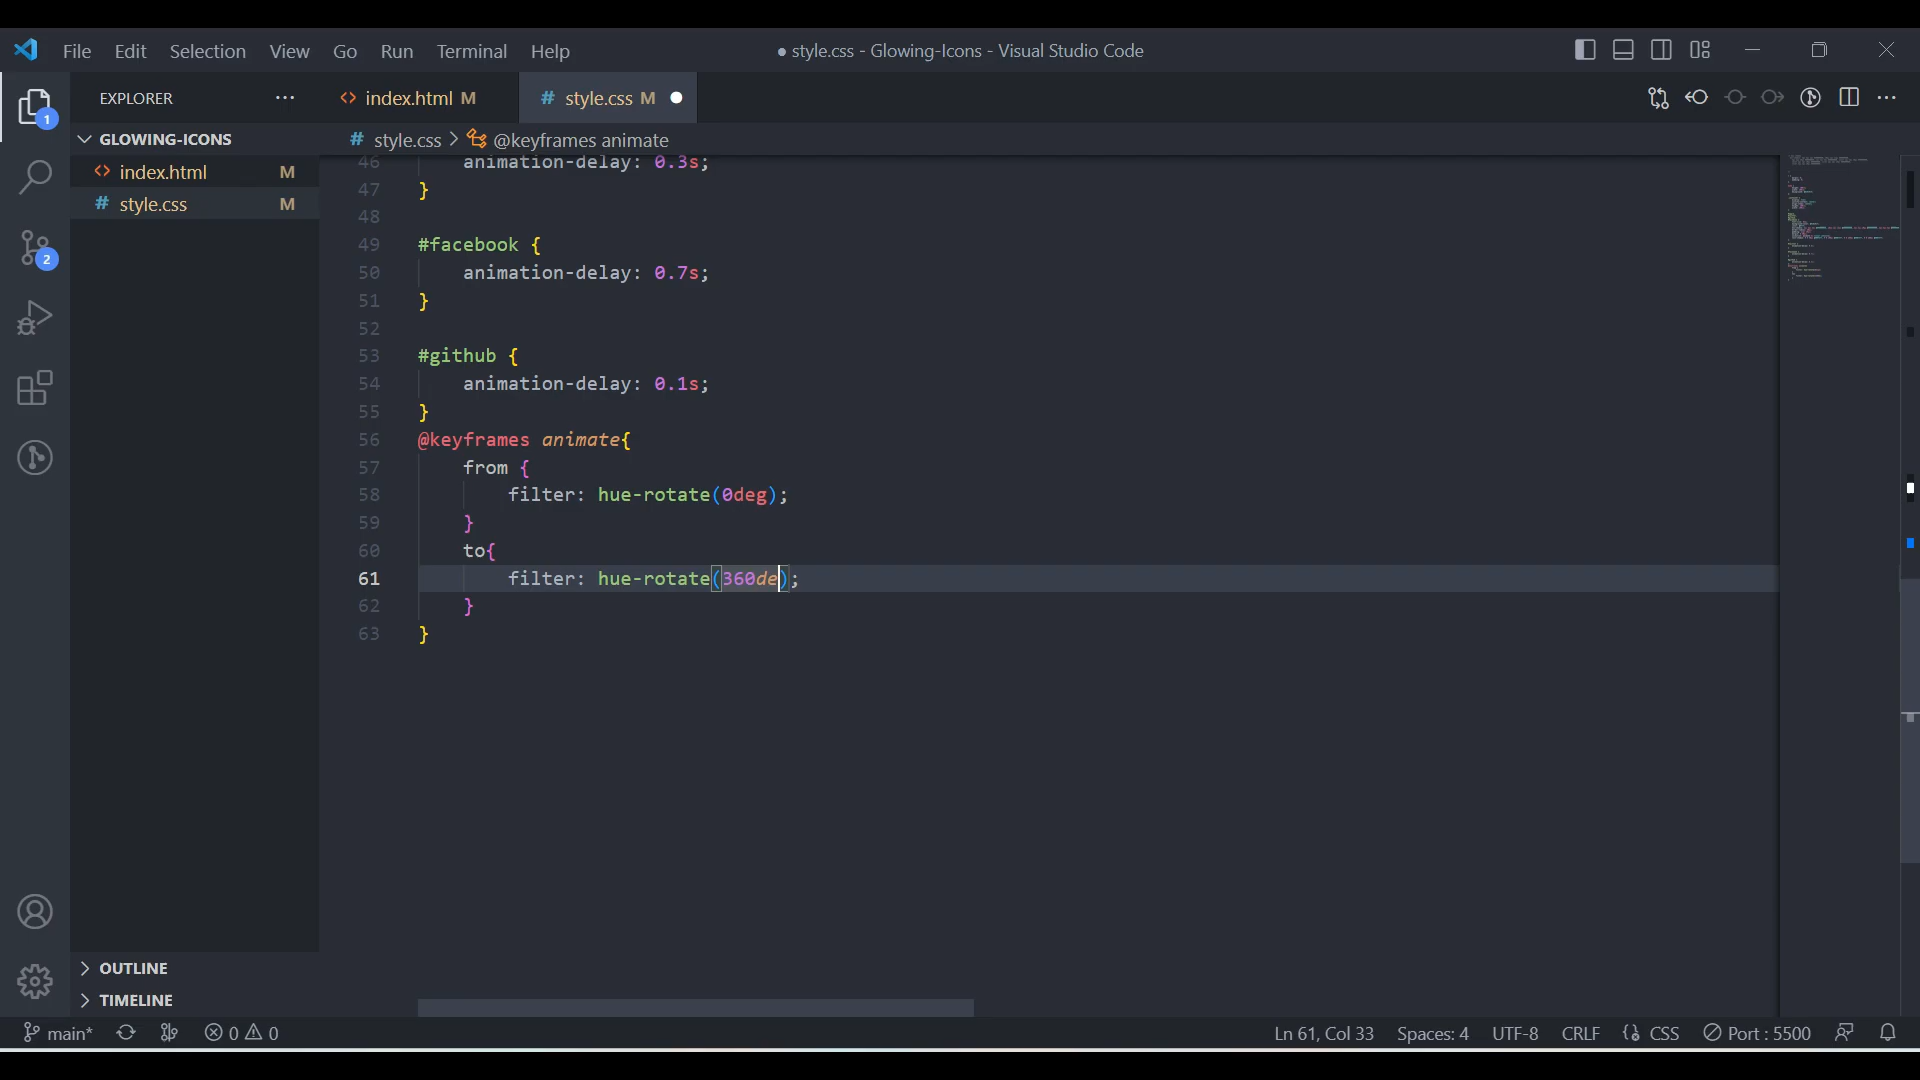 File Edit Selection View Go Run Terminal Help
● style.css - Glowing-Icons - Visual Studio Code
1
EXPLORER ...
<> index.html M
# style.css M ●
GLOWING-ICONS
# style.css > @keyframes animate
<> index.html M
# style.css M
2
46 animation-delay: 0.3s;
47 }
48
49 #facebook {
50 animation-delay: 0.7s;
51 }
52
53 #github {
54 animation-delay: 0.1s;
55 }
56 @keyframes animate{
57 from {
58 filter: hue-rotate(0deg);
59 }
60 to{
61 filter: hue-rotate(360de);
62 }
63 }
OUTLINE
TIMELINE
main* 0 0 Ln 61, Col 33 Spaces: 4 UTF-8 CRLF {} CSS Port : 5500